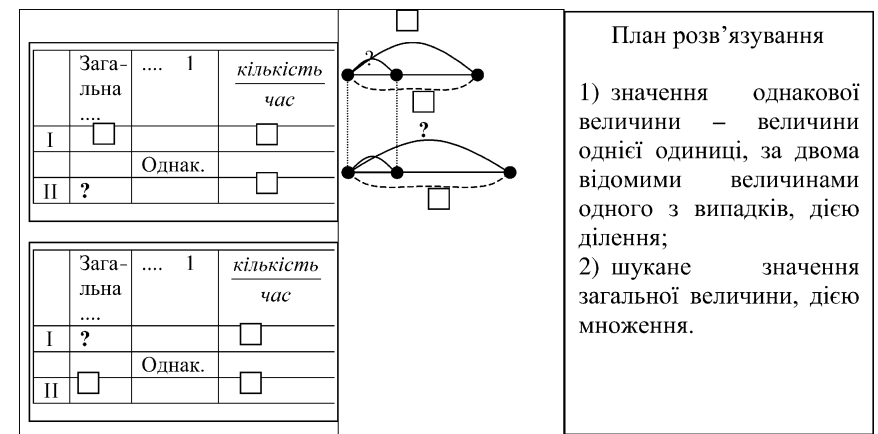 Зага- .... 1 кількість
льна час
....
I
Однак.
II ?
Зага- .... 1 кількість
льна час
....
I ?
Однак.
II
?
?
План розв’язування
1) значення однакової
величини – величини
однієї одиниці, за двома
відомими величинами
одного з випадків, дією
ділення;
2) шукане значення
загальної величини, дією
множення.